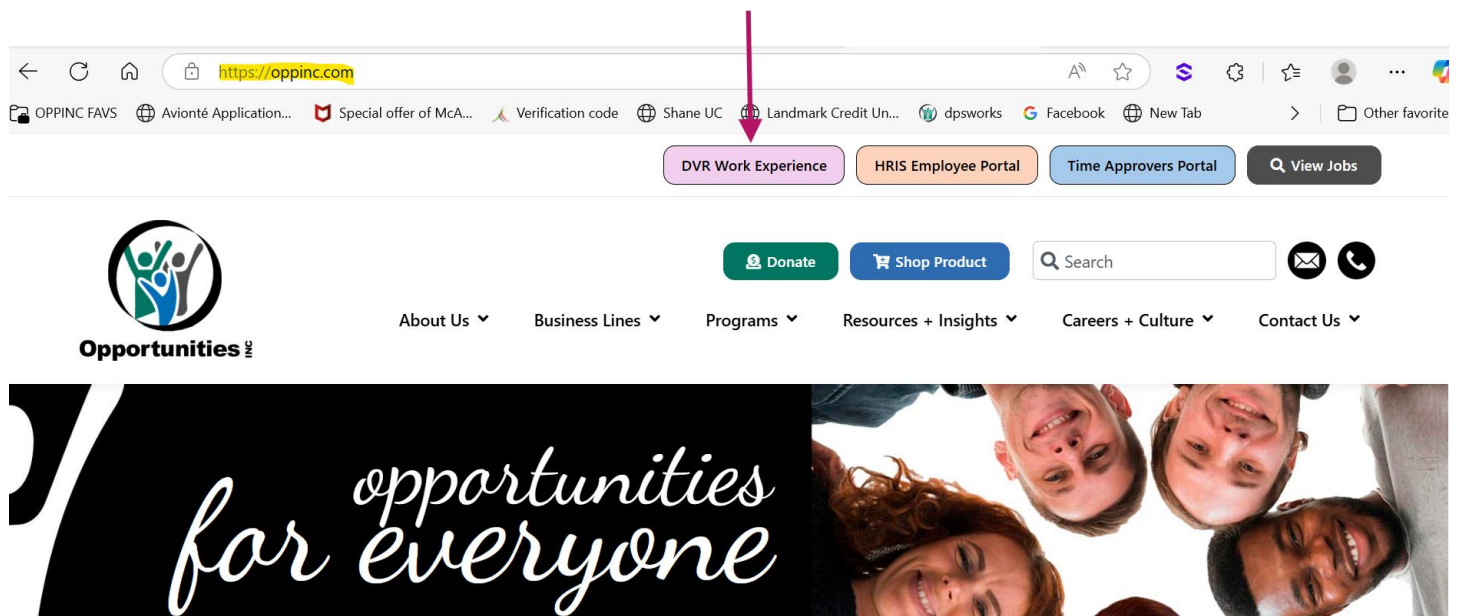 https://oppinc.com
OPPINC FAVS Avionté Application... Special offer of McA... Verification code Shane UC Landmark Credit Un... dpsworks Facebook New Tab Other favorite
DVR Work Experience HRIS Employee Portal Time Approvers Portal View Jobs
Donate Shop Product Search
About Us Business Lines Programs Resources + Insights Careers + Culture Contact Us
Opportunities INC
opportunities
for everyone